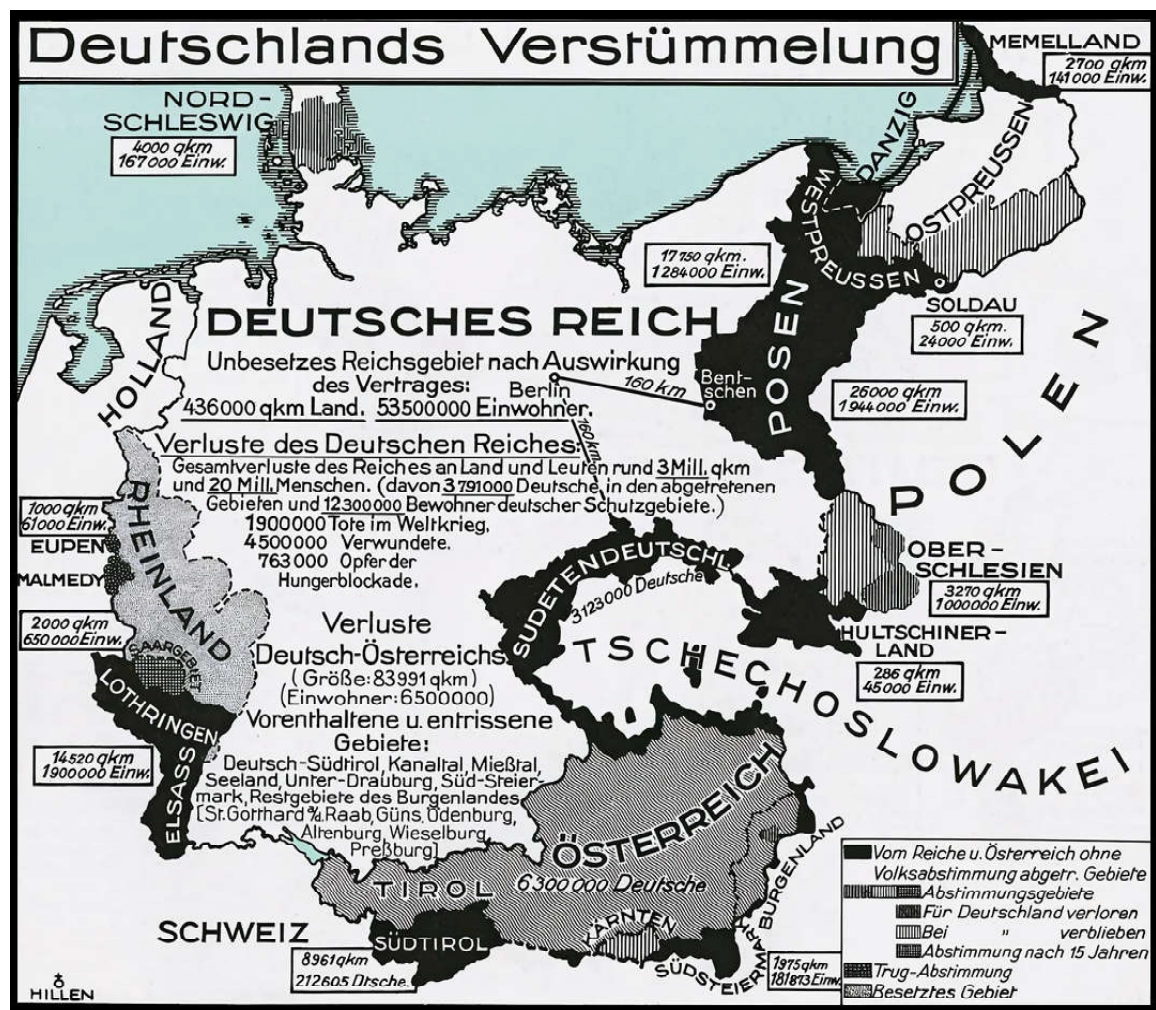 Deutschlands Verstümmelung
MEMELLAND
2700 qkm
141000 Einw.
NORD-
SCHLESWIG
4000 qkm
167000 Einw.
DANZIG
OSTPREUSSEN
WESTPREUSSEN
17750 qkm.
1284000 Einw.
SOLDAU
500 qkm.
24000 Einw.
HOLLAND
DEUTSCHES REICH
Unbesetzes Reichsgebiet nach Auswirkung
des Vertrages:
436000 qkm Land. 53500000 Einwohner.
Berlin
160 km
160 km
Bent-
schen
POSEN
26000 qkm
1944000 Einw.
POLEN
Verluste des Deutschen Reiches:
Gesamtverluste des Reiches an Land und Leuten rund 3 Mill. qkm
und 20 Mill. Menschen. (davon 3791000 Deutsche in den abgetretenen
Gebieten und 12300000 Bewohner deutscher Schutzgebiete.)
1900000 Tote im Weltkrieg,
4500000 Verwundete.
763000 Opfer der
Hungerblockade.
RHEINLAND
1000 qkm
61000 Einw.
EUPEN
MALMEDY
2000 qkm
650000 Einw.
SAARGEBIET
LOTHRINGEN
14520 qkm
1900000 Einw.
ELSASS
OBER-
SCHLESIEN
3270 qkm
1000000 Einw.
SUDETENDEUTSCHL.
3123000 Deutsche
HULTSCHINER-
LAND
286 qkm
45000 Einw.
TSCHECHOSLOWAKEI
Verluste
Deutsch-Österreichs
(Größe: 83991 qkm)
(Einwohner: 6500000)
Vorenthaltene u. entrissene
Gebiete:
Deutsch-Südtirol, Kanaltal, Mießtal,
Seeland, Unter-Drauburg, Süd-Steier-
mark, Restgebiete des Burgenlandes
[St. Gotthard a/d. Raab, Güns, Ödenburg,
Altenburg, Wieselburg,
Preßburg]
ÖSTERREICH
6300000 Deutsche
TIROL
SCHWEIZ
SÜDTIROL
8961 qkm
212605 Dtsche.
KÄRNTEN
SÜDSTEIERMARK
BURGENLAND
1975 qkm
181873 Einw.
Vom Reiche u. Österreich ohne
Volksabstimmung abgetr. Gebiete
Abstimmungsgebiete
Für Deutschland verloren
Bei " verblieben
Abstimmung nach 15 Jahren
Trug-Abstimmung
Besetztes Gebiet
HILLEN